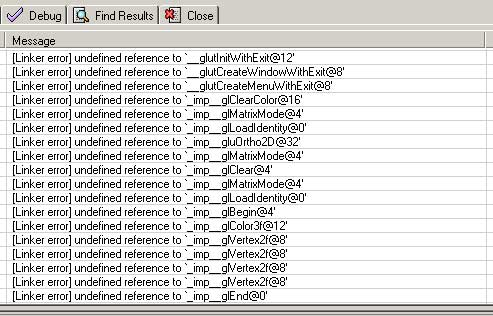 Debug Find Results Close
Message
[Linker error] undefined reference to `__glutInitWithExit@12'
[Linker error] undefined reference to `__glutCreateWindowWithExit@8'
[Linker error] undefined reference to `__glutCreateMenuWithExit@8'
[Linker error] undefined reference to `_imp__glClearColor@16'
[Linker error] undefined reference to `_imp__glMatrixMode@4'
[Linker error] undefined reference to `_imp__glLoadIdentity@0'
[Linker error] undefined reference to `_imp__gluOrtho2D@32'
[Linker error] undefined reference to `_imp__glMatrixMode@4'
[Linker error] undefined reference to `_imp__glClear@4'
[Linker error] undefined reference to `_imp__glMatrixMode@4'
[Linker error] undefined reference to `_imp__glLoadIdentity@0'
[Linker error] undefined reference to `_imp__glBegin@4'
[Linker error] undefined reference to `_imp__glColor3f@12'
[Linker error] undefined reference to `_imp__glVertex2f@8'
[Linker error] undefined reference to `_imp__glVertex2f@8'
[Linker error] undefined reference to `_imp__glVertex2f@8'
[Linker error] undefined reference to `_imp__glVertex2f@8'
[Linker error] undefined reference to `_imp__glEnd@0'